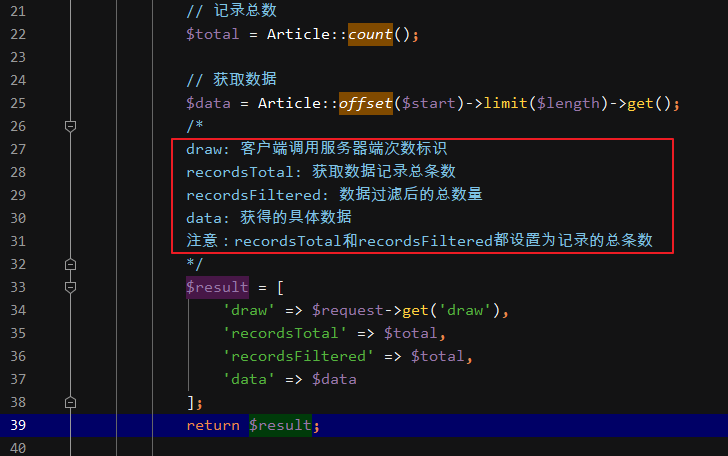 21 // 记录总数
22 $total = Article::count();
23
24 // 获取数据
25 $data = Article::offset($start)->limit($length)->get();
26 /*
27 draw: 客户端调用服务器端次数标识
28 recordsTotal: 获取数据记录总条数
29 recordsFiltered: 数据过滤后的总数量
30 data: 获得的具体数据
31 注意：recordsTotal和recordsFiltered都设置为记录的总条数
32 */
33 $result = [
34 'draw' => $request->get('draw'),
35 'recordsTotal' => $total,
36 'recordsFiltered' => $total,
37 'data' => $data
38 ];
39 return $result;
40